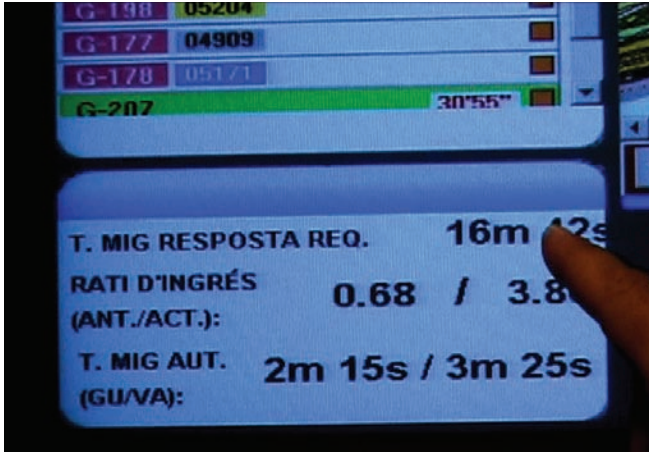 G-198 05204
G-177 04909
G-178 05171
G-207 30'55"
T. MIG RESPOSTA REQ. 16m
RATI D'INGRÉS
(ANT./ACT.): 0.68 /
T. MIG AUT.
(GU/VA): 2m 15s / 3m 25s